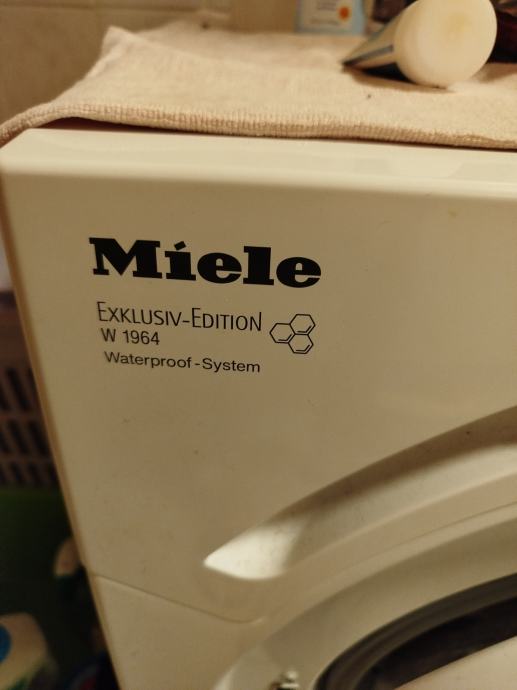 Miele
EXKLUSIV-EDITION
W 1964
Waterproof-System